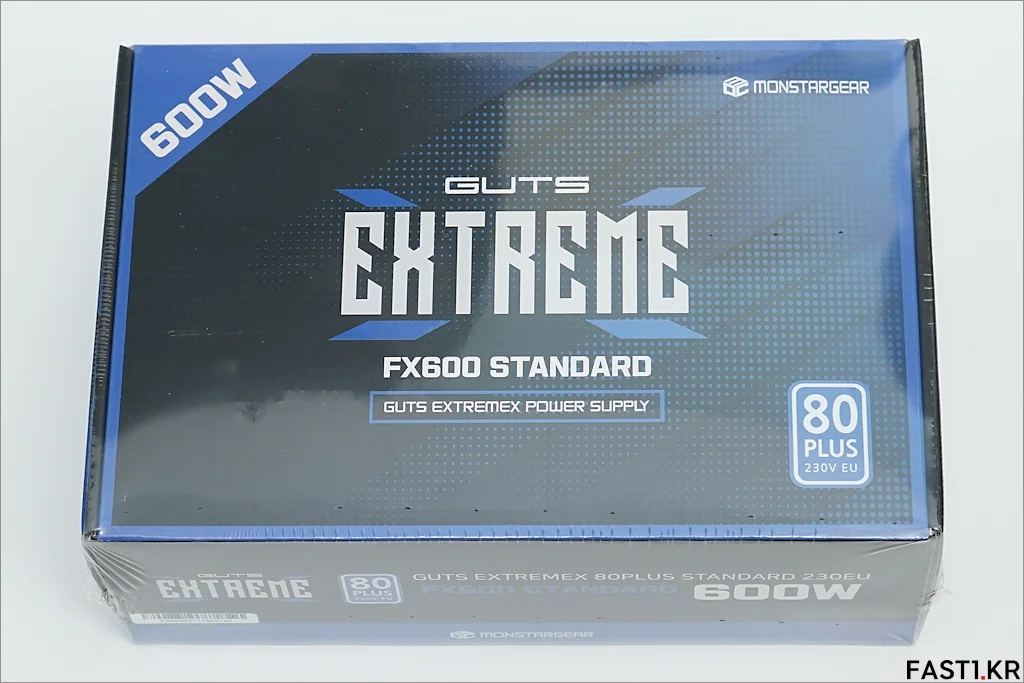 600W
MONSTARGEAR
GUTS
EXTREME
FX600 STANDARD
GUTS EXTREMEX POWER SUPPLY
80
PLUS
230V EU
GUTS
EXTREME
80
PLUS
230V EU
GUTS EXTREMEX 80PLUS STANDARD 230EU
FX600 STANDARD 600W
MONSTARGEAR
FAST1.KR